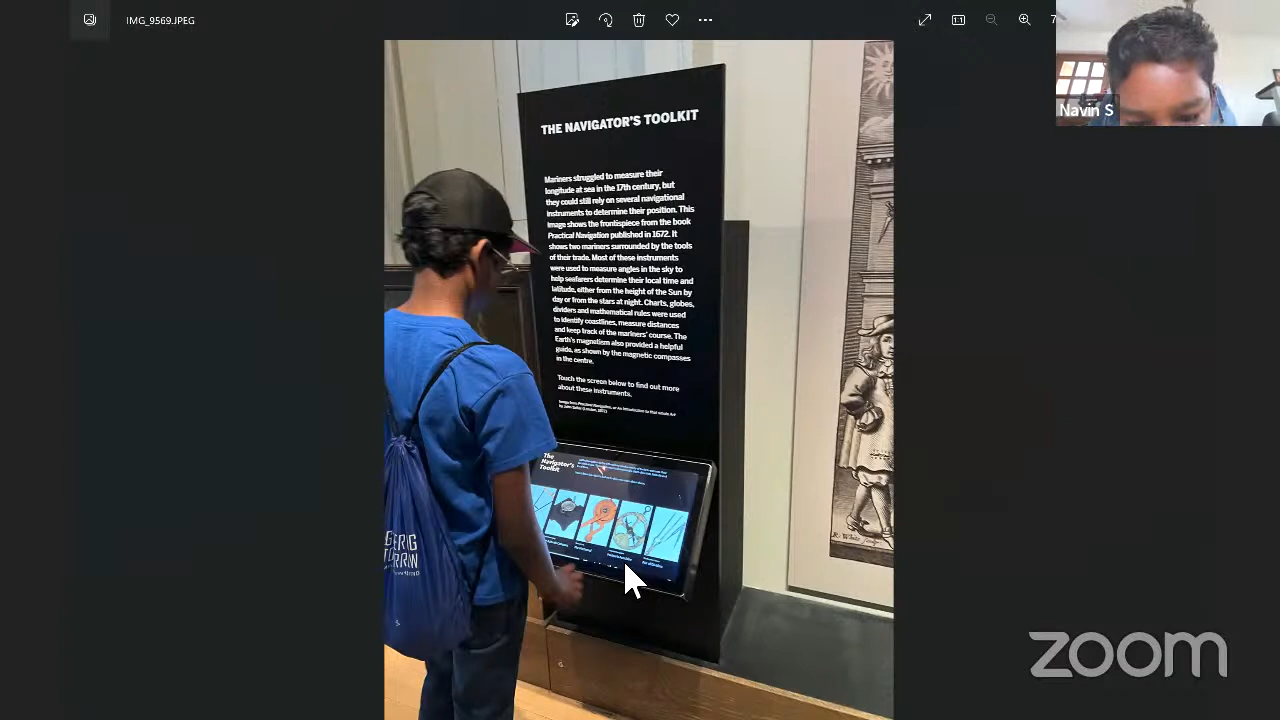 IMG_9569.JPEG
1:1
Navin S
THE NAVIGATOR'S TOOLKIT
Mariners struggled to measure their
longitude at sea in the 17th century, but
they could still rely on several navigational
instruments to determine their position. This
image shows the frontispiece from the book
Practical Navigation published in 1672. It
shows two mariners surrounded by the tools
of their trade. Most of these instruments
were used to measure angles in the sky to
help seafarers determine their local time and
latitude, either from the height of the Sun by
day or from the stars at night. Charts, globes,
dividers and mathematical rules were used
to identify coastlines, measure distances
and keep track of the mariners' course. The
Earth's magnetism also provided a helpful
guide, as shown by the magnetic compasses
in the centre.
Touch the screen below to find out more
about these instruments.
The
Navigator's
Toolkit
zoom